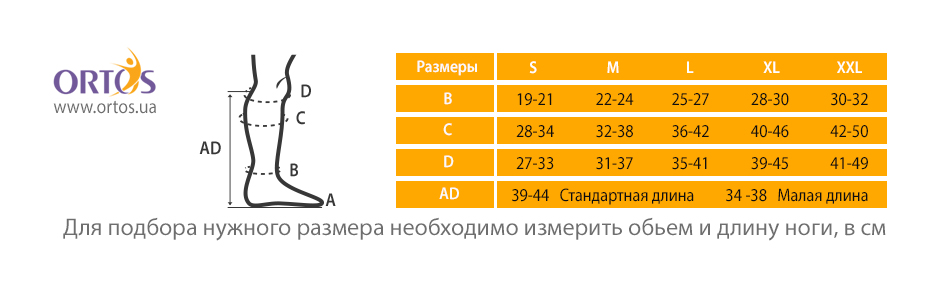 ORTOS
www.ortos.ua
D
C
AD
B
A
Размеры S M L XL XXL
B 19-21 22-24 25-27 28-30 30-32
C 28-34 32-38 36-42 40-46 42-50
D 27-33 31-37 35-41 39-45 41-49
AD 39-44 Стандартная длина 34 -38 Малая длина
Для подбора нужного размера необходимо измерить обьем и длину ноги, в см